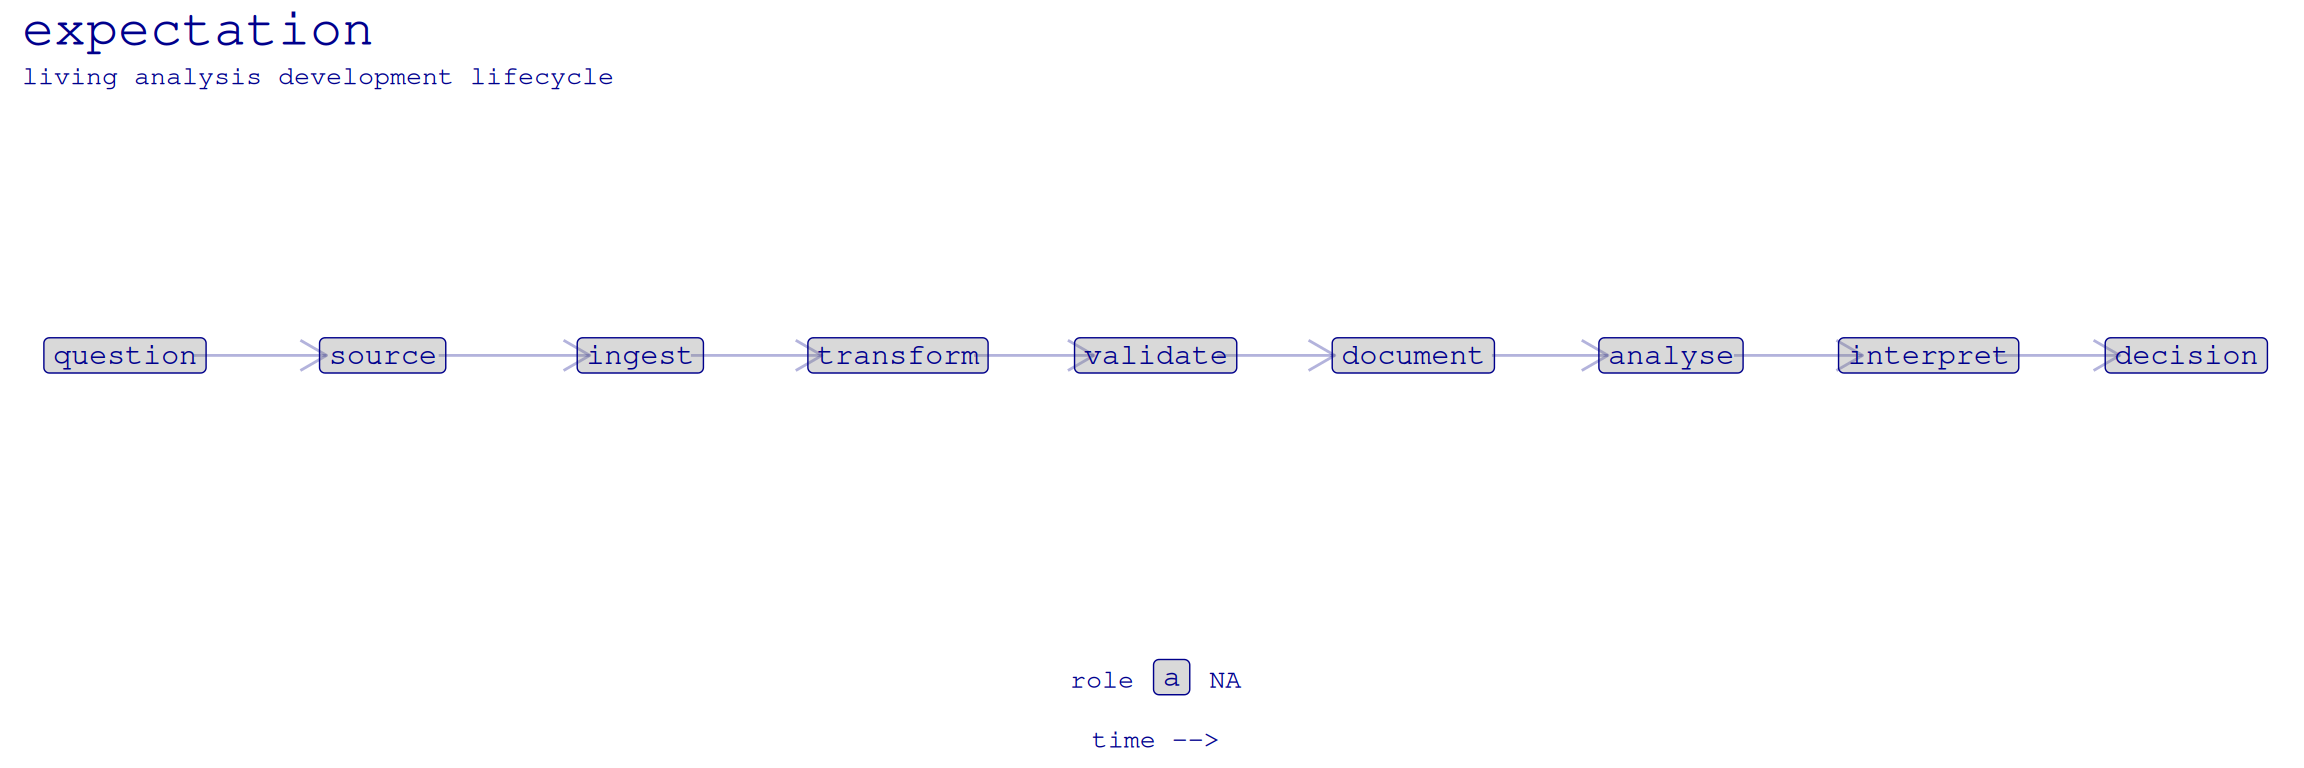 expectation
living analysis development lifecycle
question source ingest transform validate document analyse interpret decision
role a NA
time -->